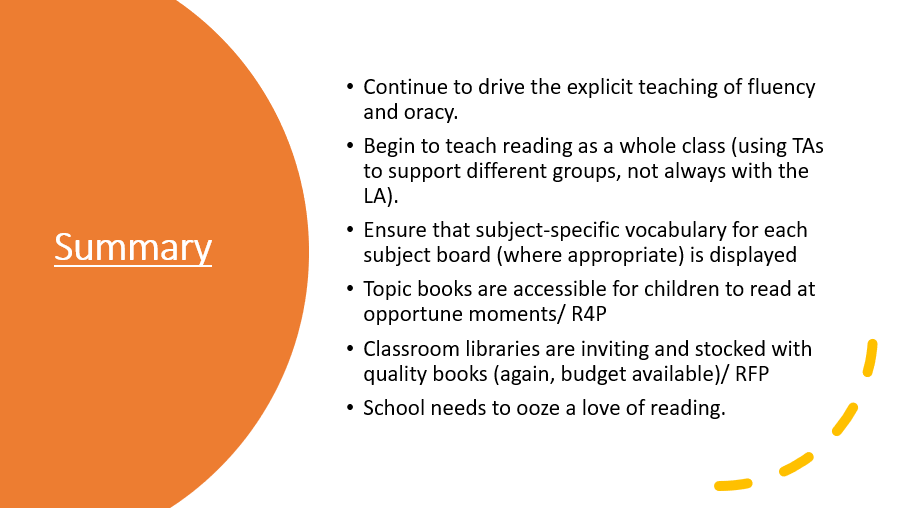 Summary
• Continue to drive the explicit teaching of fluency
and oracy.
• Begin to teach reading as a whole class (using TAs
to support different groups, not always with the
LA).
• Ensure that subject-specific vocabulary for each
subject board (where appropriate) is displayed
• Topic books are accessible for children to read at
opportune moments/ R4P
• Classroom libraries are inviting and stocked with
quality books (again, budget available)/ RFP
• School needs to ooze a love of reading.